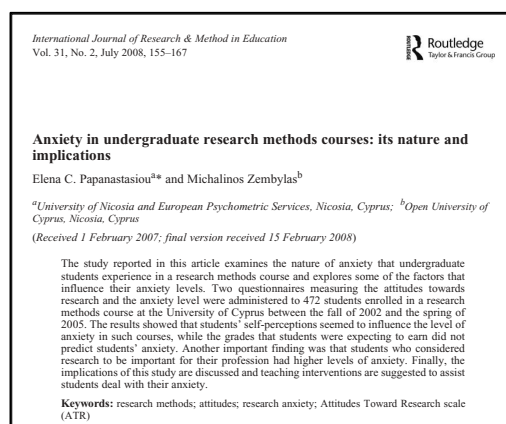 International Journal of Research & Method in Education
Vol. 31, No. 2, July 2008, 155–167
ROUTLEDGE
Routledge
Taylor & Francis Group
Anxiety in undergraduate research methods courses: its nature and
implications
Elena C. Papanastasiou^a* and Michalinos Zembylas^b
^aUniversity of Nicosia and European Psychometric Services, Nicosia, Cyprus; ^bOpen University of
Cyprus, Nicosia, Cyprus
(Received 1 February 2007; final version received 15 February 2008)
The study reported in this article examines the nature of anxiety that undergraduate
students experience in a research methods course and explores some of the factors that
influence their anxiety levels. Two questionnaires measuring the attitudes towards
research and the anxiety level were administered to 472 students enrolled in a research
methods course at the University of Cyprus between the fall of 2002 and the spring of
2005. The results showed that students' self-perceptions seemed to influence the level of
anxiety in such courses, while the grades that students were expecting to earn did not
predict students' anxiety. Another important finding was that students who considered
research to be important for their profession had higher levels of anxiety. Finally, the
implications of this study are discussed and teaching interventions are suggested to assist
students deal with their anxiety.
Keywords: research methods; attitudes; research anxiety; Attitudes Toward Research scale
(ATR)